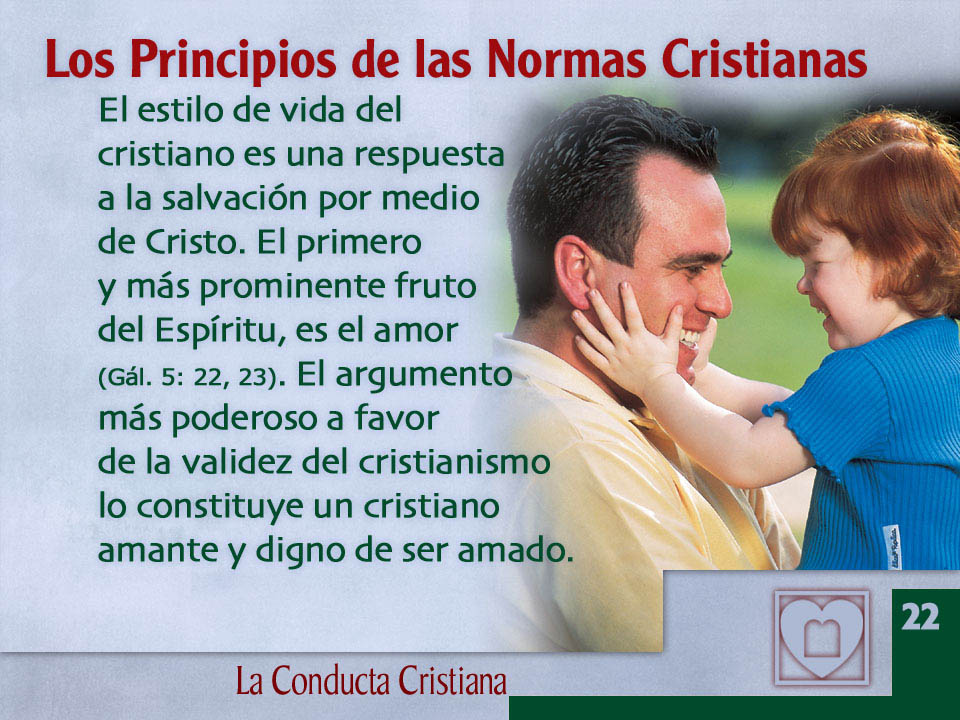 Los Principios de las Normas Cristianas
El estilo de vida del
cristiano es una respuesta
a la salvación por medio
de Cristo. El primero
y más prominente fruto
del Espíritu, es el amor
(Gál. 5: 22, 23). El argumento
más poderoso a favor
de la validez del cristianismo
lo constituye un cristiano
amante y digno de ser amado.
22
La Conducta Cristiana